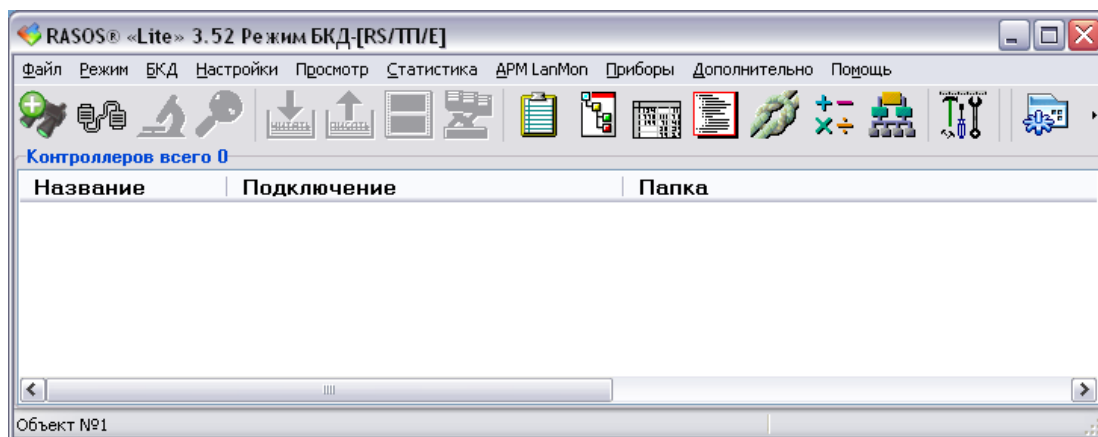 RASOS® «Lite» 3.52 Режим БКД-[RS/ТП/Е]
Файл Режим БКД Настройки Просмотр Статистика АРМ LanMon Приборы Дополнительно Помощь
читать писать
Контроллеров всего 0
Название Подключение Папка
Объект №1